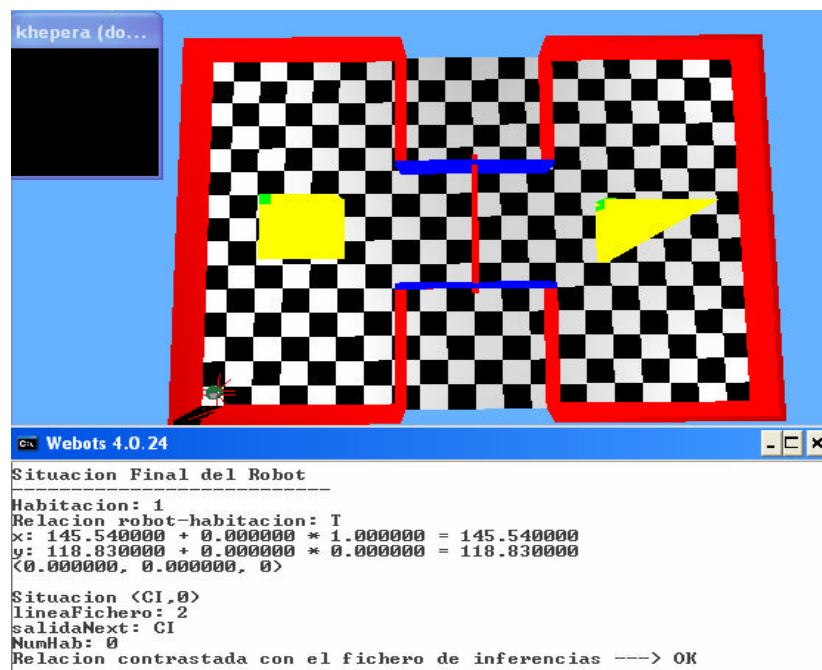 khepera (do...
Webots 4.0.24
Situacion Final del Robot
---------------------------
Habitacion: 1
Relacion robot-habitacion: T
x: 145.540000 + 0.000000 * 1.000000 = 145.540000
y: 118.830000 + 0.000000 * 0.000000 = 118.830000
<0.000000, 0.000000, 0>
Situacion <CI,0>
lineaFichero: 2
salidaNext: CI
NumHab: 0
Relacion contrastada con el fichero de inferencias ---> OK